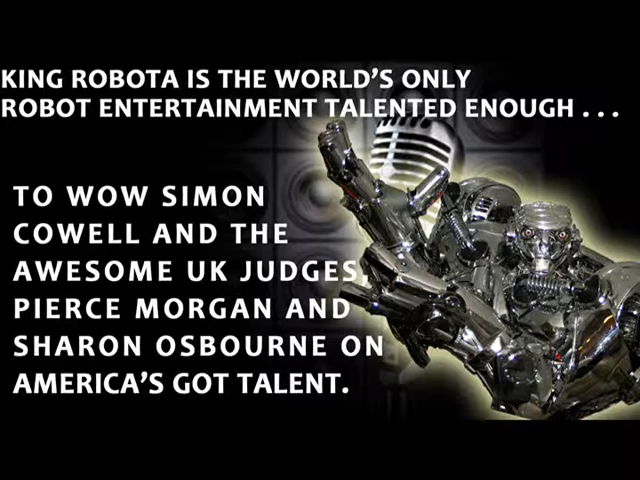 KING ROBOTA IS THE WORLD'S ONLY
ROBOT ENTERTAINMENT TALENTED ENOUGH . . .
TO WOW SIMON
COWELL AND THE
AWESOME UK JUDGES,
PIERCE MORGAN AND
SHARON OSBOURNE ON
AMERICA'S GOT TALENT.